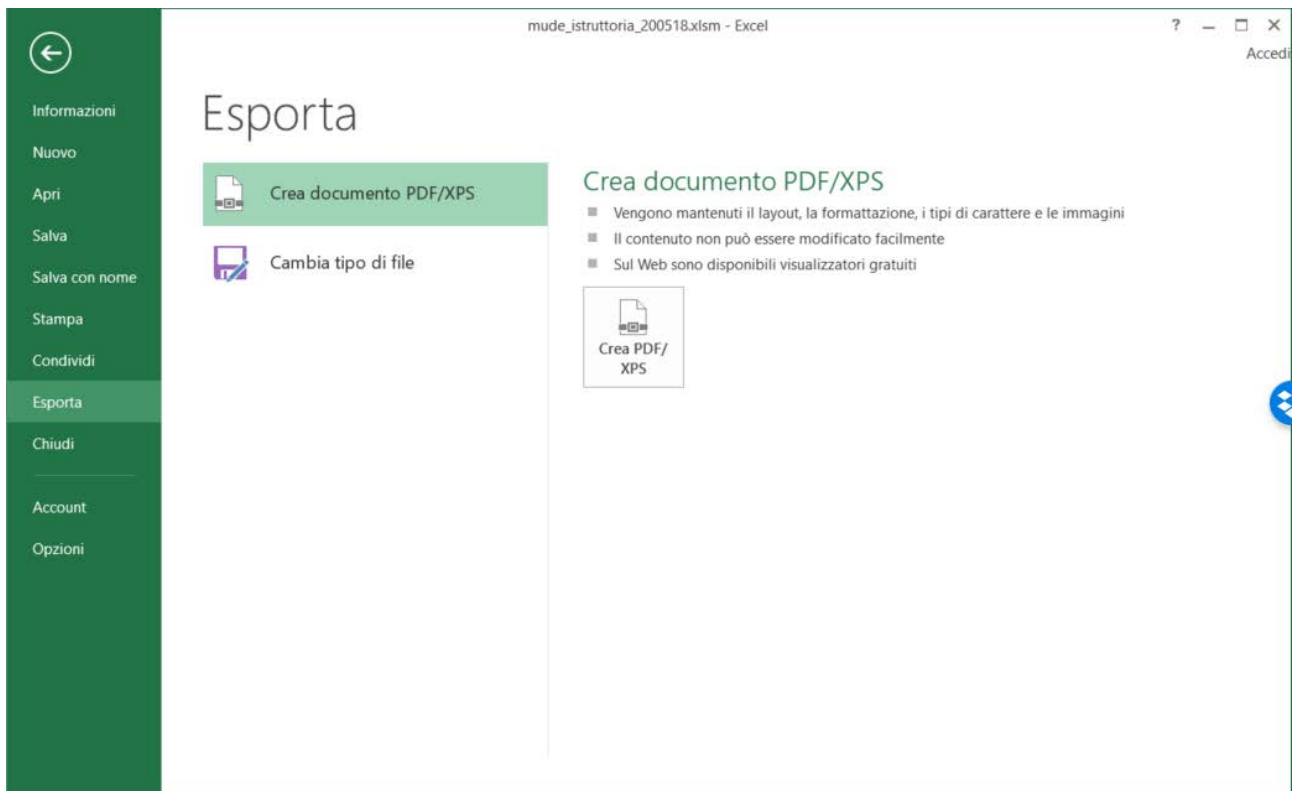 mude_istruttoria_200518.xlsm - Excel
?
Accedi
Informazioni
Nuovo
Apri
Salva
Salva con nome
Stampa
Condividi
Esporta
Chiudi
Account
Opzioni
Esporta
Crea documento PDF/XPS
Cambia tipo di file
Crea documento PDF/XPS
Vengono mantenuti il layout, la formattazione, i tipi di carattere e le immagini
Il contenuto non può essere modificato facilmente
Sul Web sono disponibili visualizzatori gratuiti
Crea PDF/
XPS